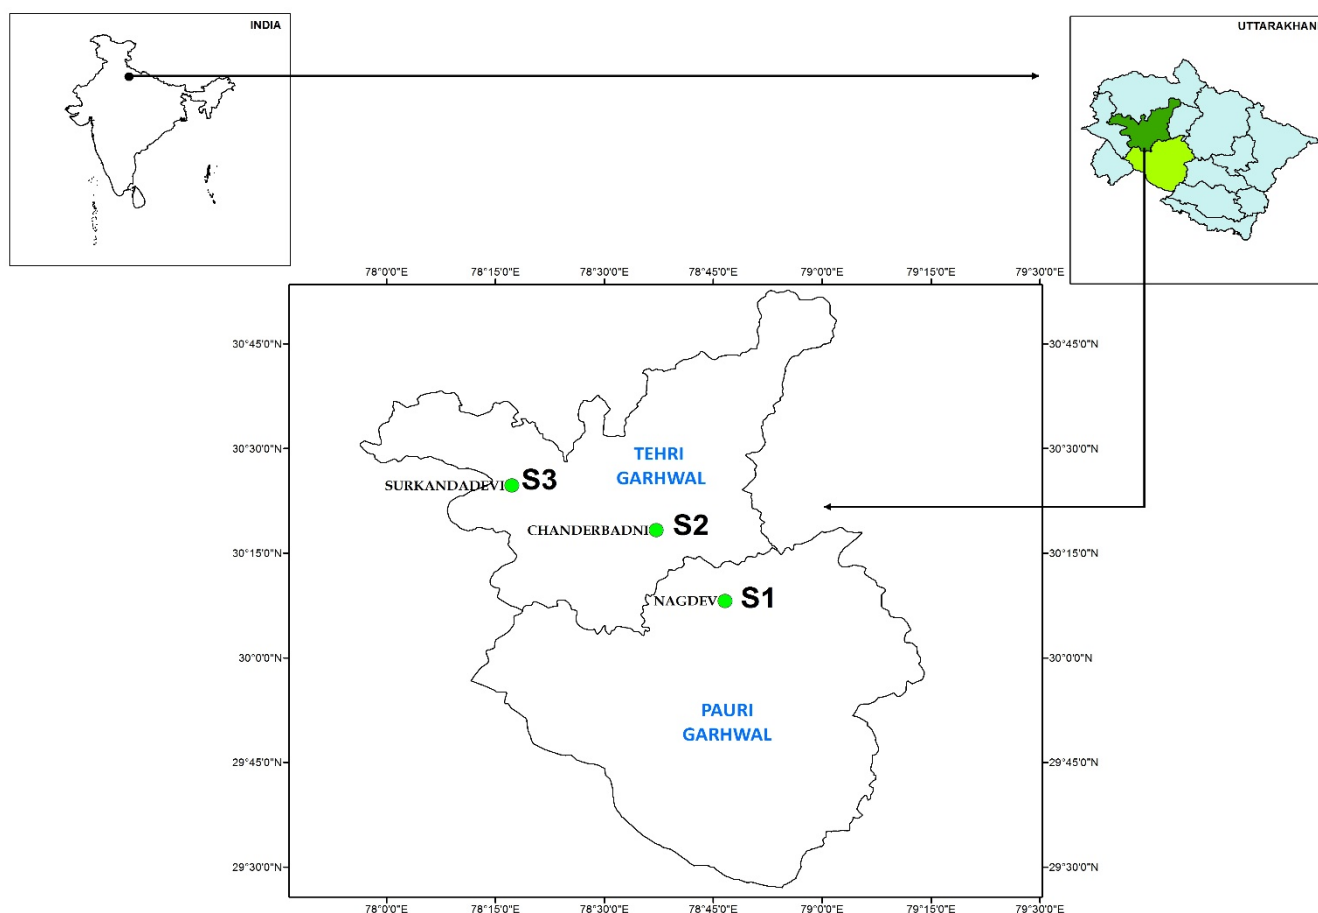 INDIA
UTTARAKHAND
78°0'0"E 78°15'0"E 78°30'0"E 78°45'0"E 79°0'0"E 79°15'0"E 79°30'0"E
30°45'0"N 30°45'0"N
30°30'0"N 30°30'0"N
TEHRI
GARHWAL
SURKANDADEVI S3
CHANDERBADNI S2
30°15'0"N 30°15'0"N
NAGDEV S1
30°0'0"N 30°0'0"N
PAURI
GARHWAL
29°45'0"N 29°45'0"N
29°30'0"N 29°30'0"N
78°0'0"E 78°15'0"E 78°30'0"E 78°45'0"E 79°0'0"E 79°15'0"E 79°30'0"E